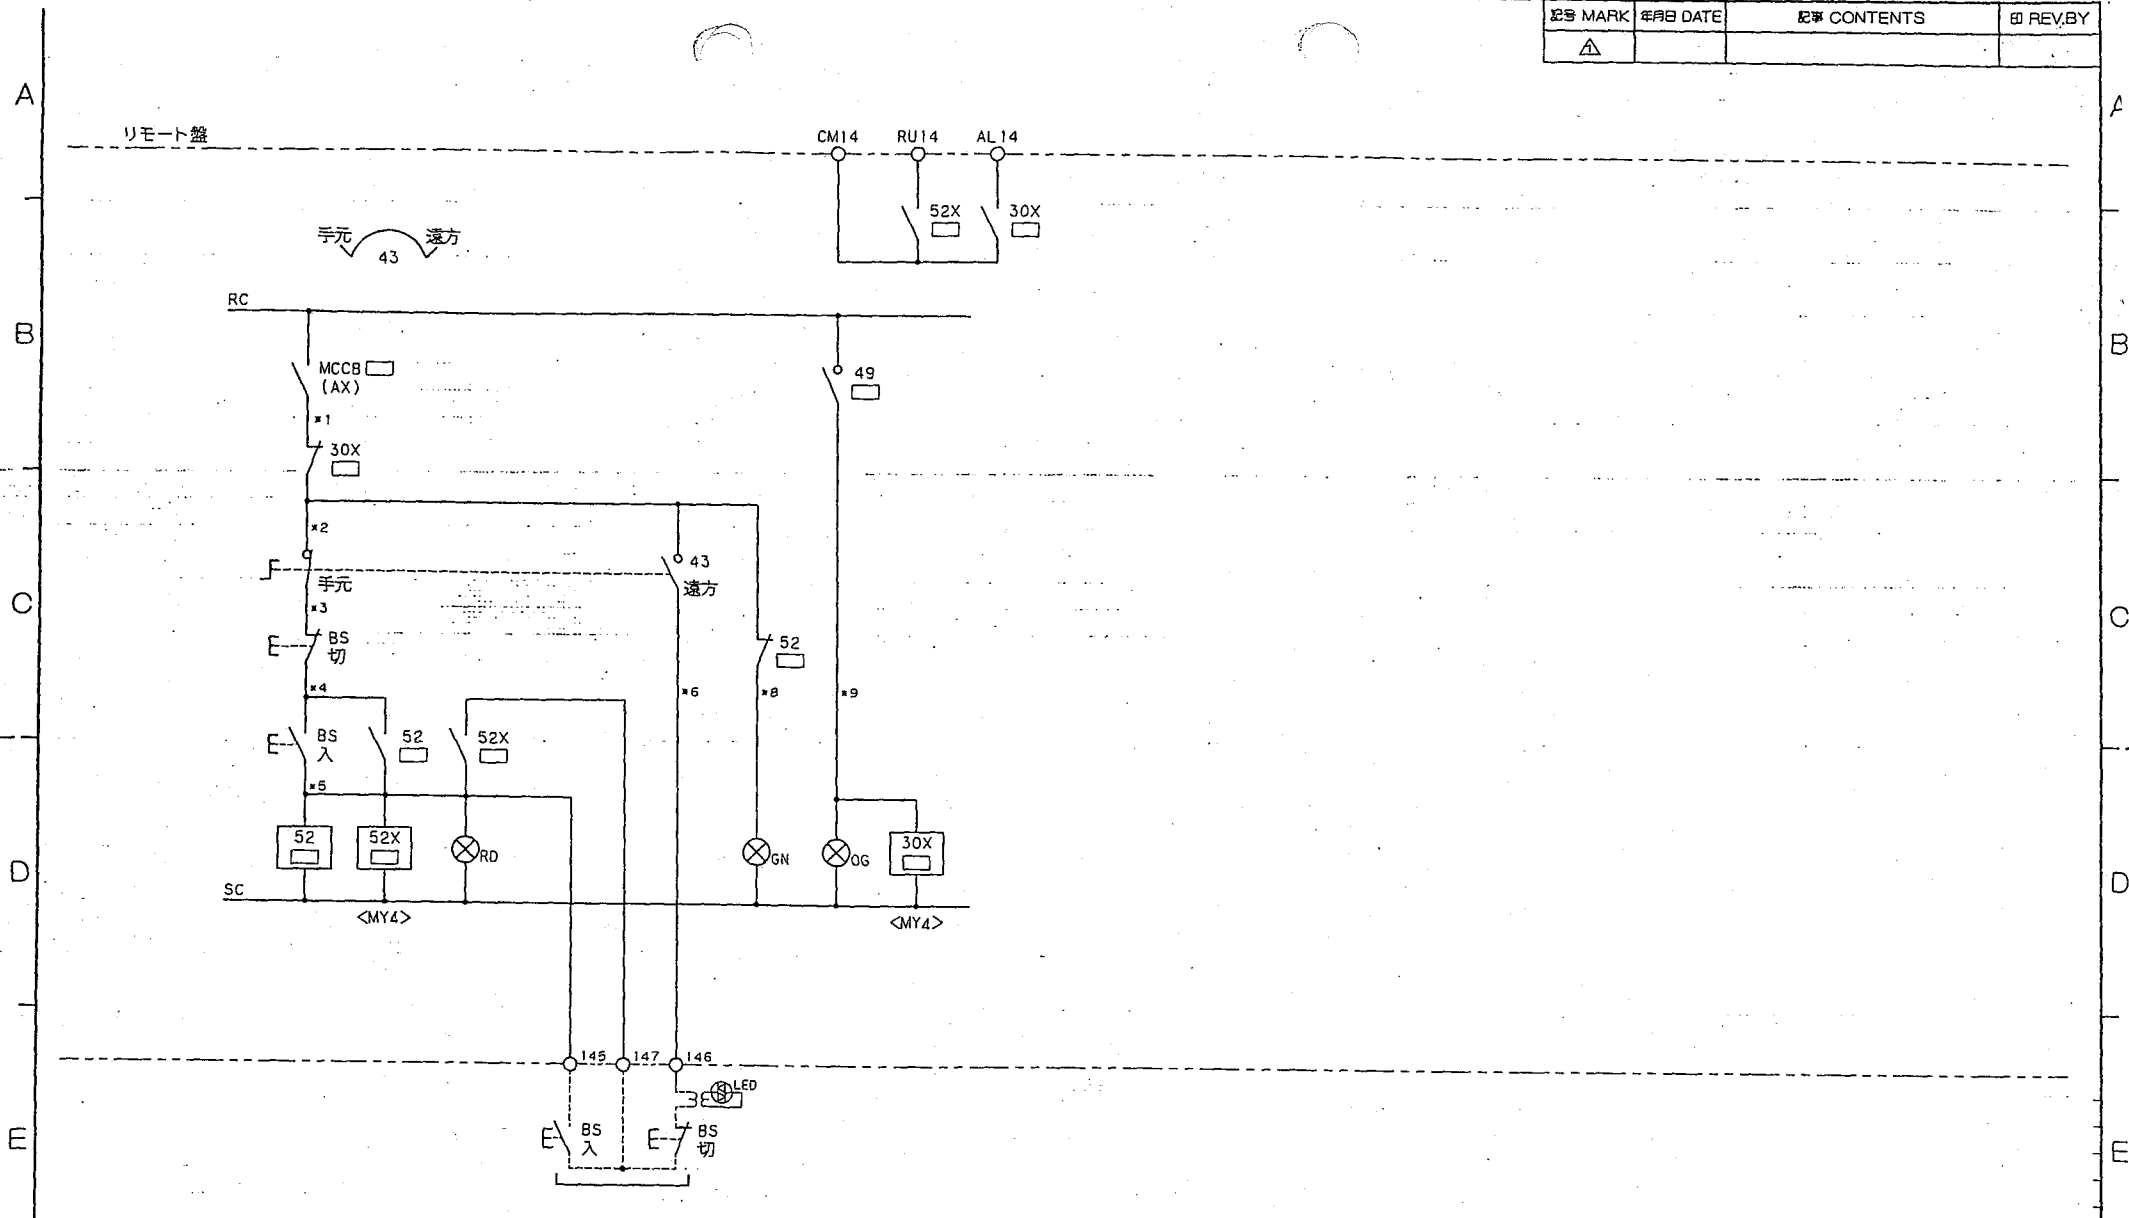 記号 MARK 年月日 DATE 記事 CONTENTS 印 REV.BY
1
A
A
リモート盤
CM14 RU14 AL14
52X 30X
手元 遠方
43
RC
B
B
MCCB
(AX)
49
*1
30X
*2
43
手元
遠方
C
C
*3
BS
切
52
*4 *6 *8 *9
BS
入
52
52X
*5
52 52X RD GN OG 30X
D
D
SC
<MY4> <MY4>
145 147 146
LED
BS
入
BS
切
E
E